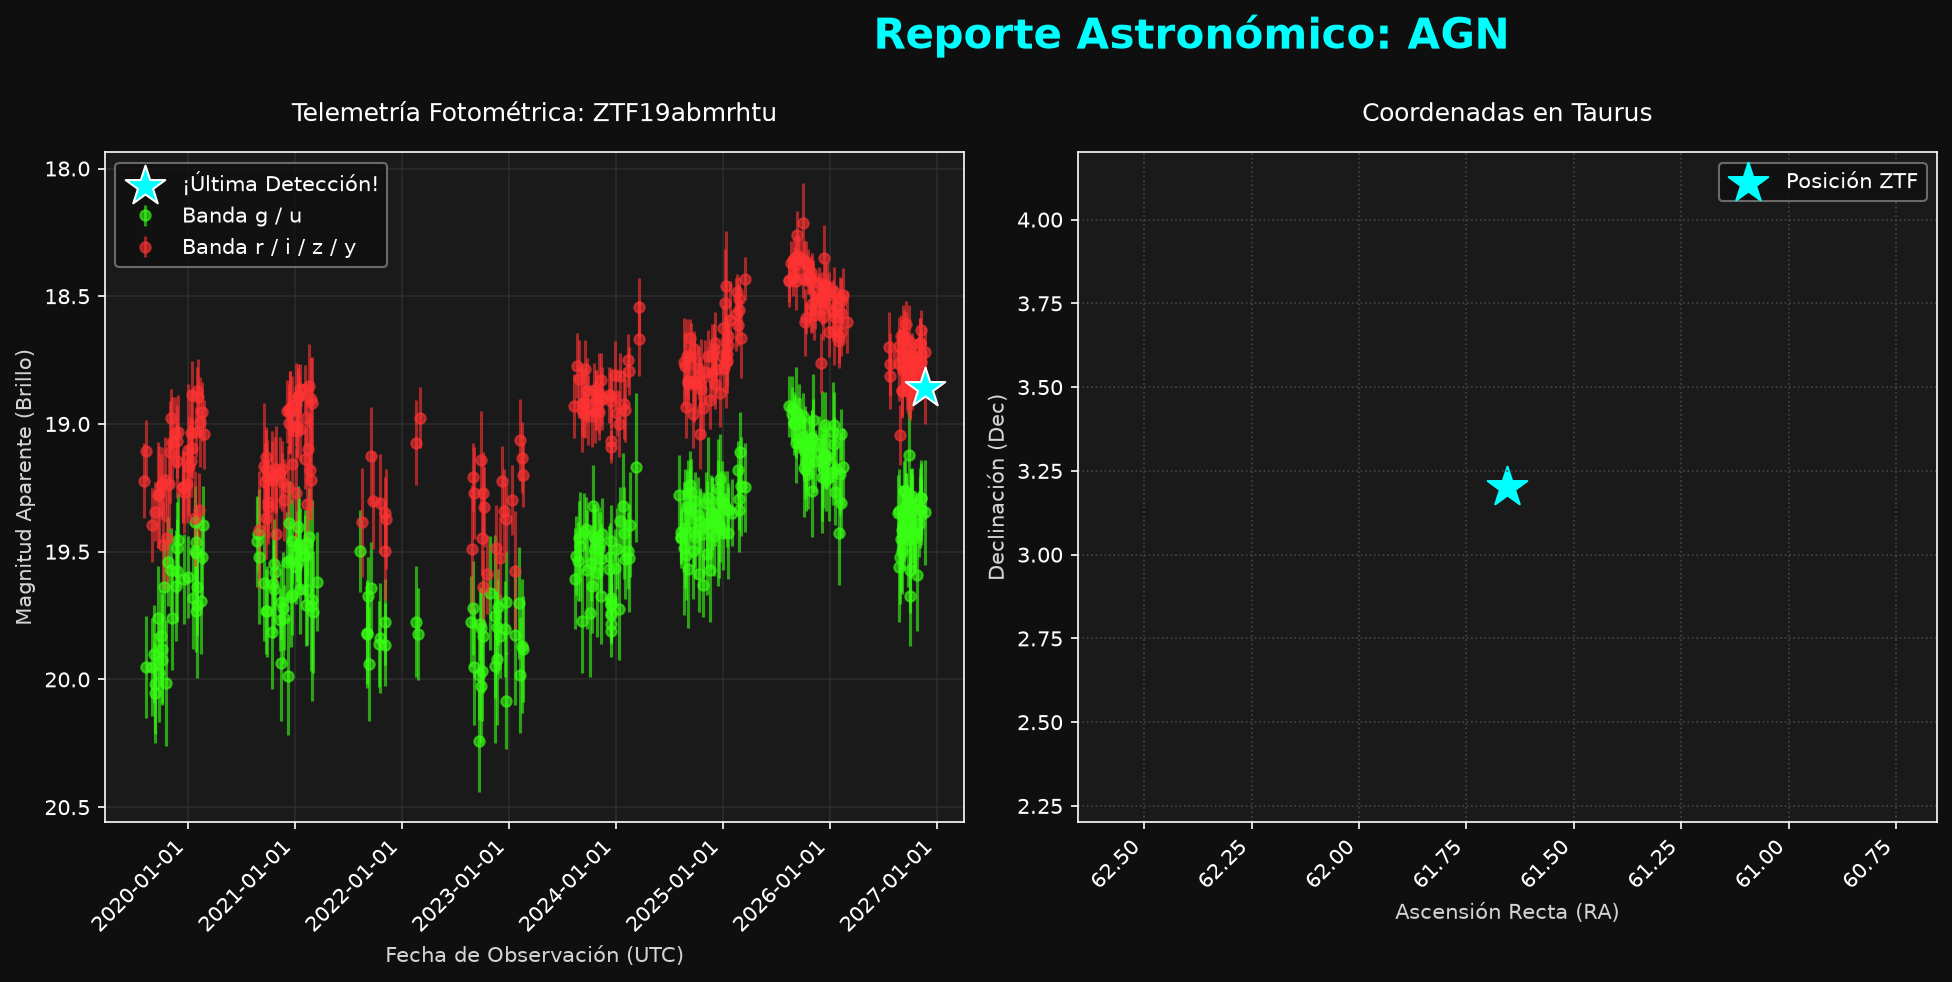 Reporte Astronómico: AGN
Telemetría Fotométrica: ZTF19abmrhtu
¡Última Detección!
Banda g / u
Banda r / i / z / y
Magnitud Aparente (Brillo)
18.0
18.5
19.0
19.5
20.0
20.5
2020-01-01
2021-01-01
2022-01-01
2023-01-01
2024-01-01
2025-01-01
2026-01-01
2027-01-01
Fecha de Observación (UTC)
Coordenadas en Taurus
Posición ZTF
Declinación (Dec)
4.00
3.75
3.50
3.25
3.00
2.75
2.50
2.25
62.50
62.25
62.00
61.75
61.50
61.25
61.00
60.75
Ascensión Recta (RA)